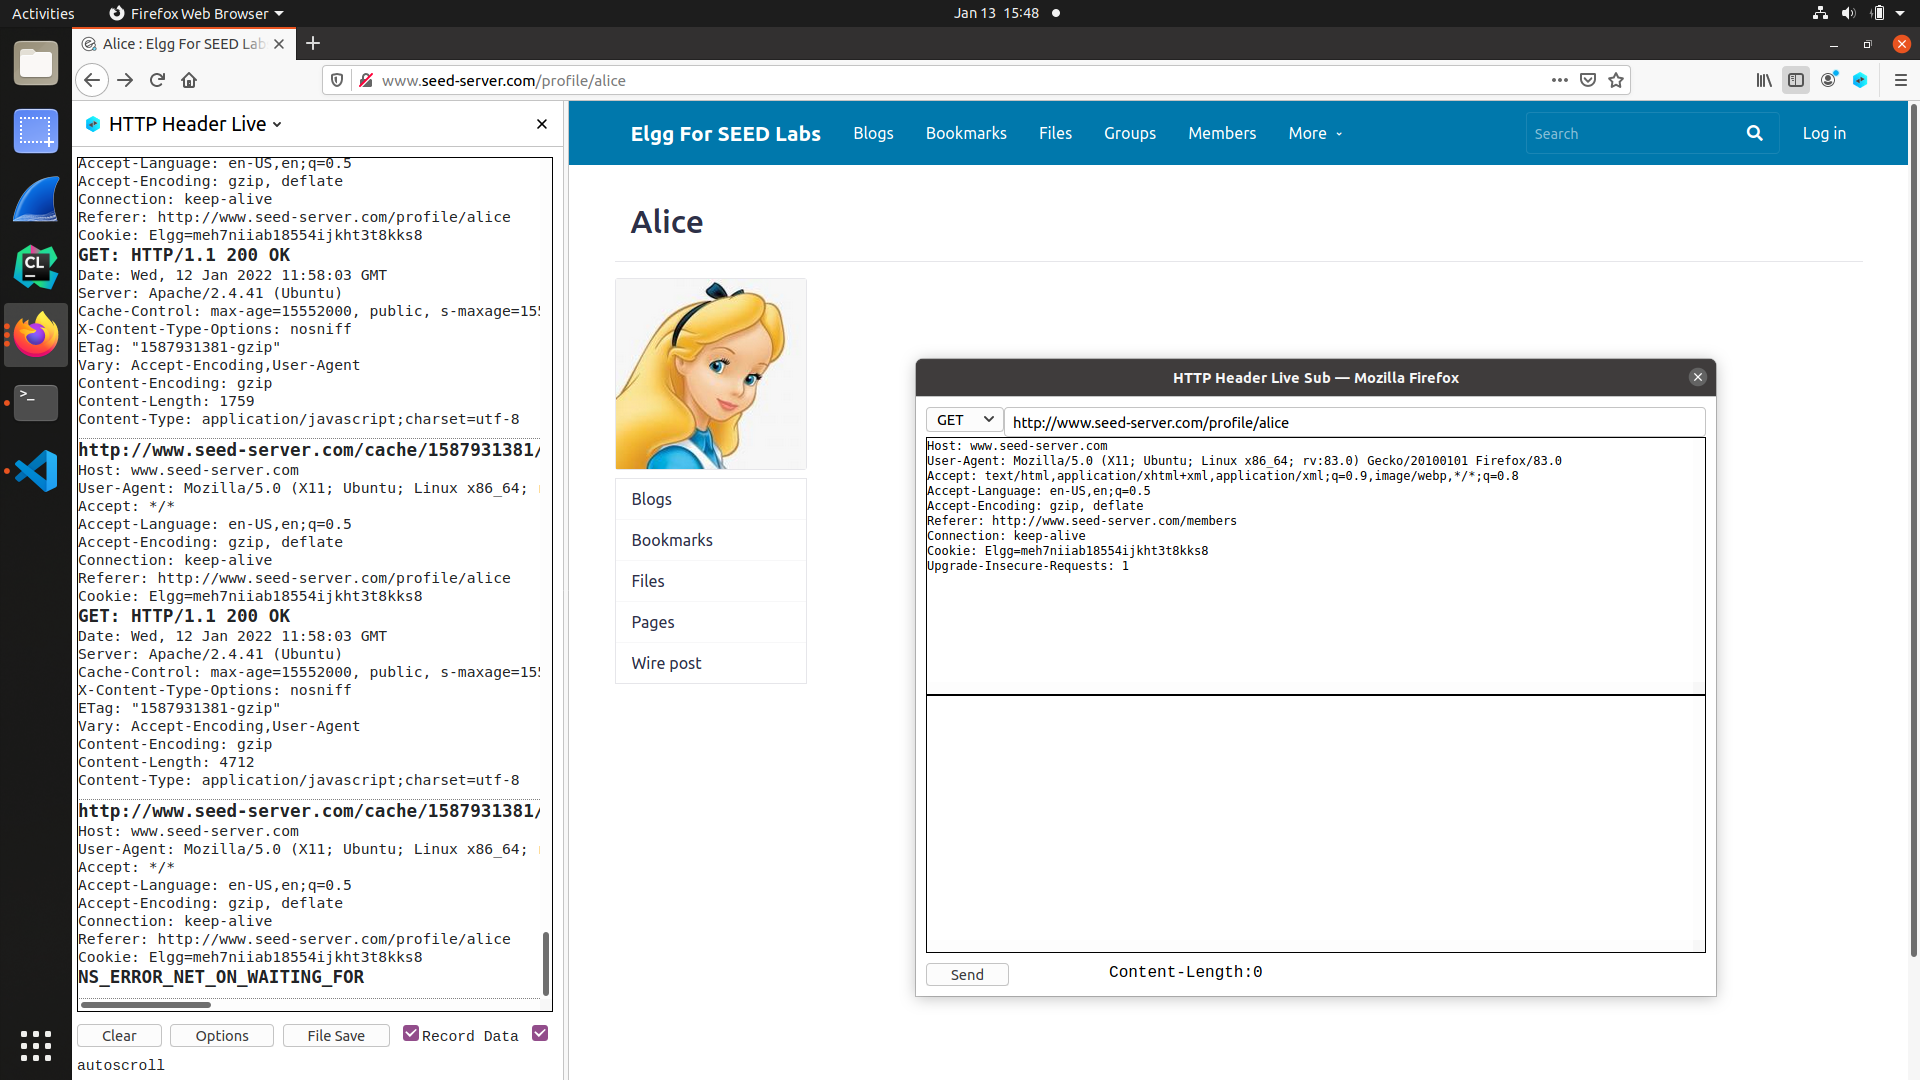 Activities
Firefox Web Browser
Jan 13 15:48
Alice : Elgg For SEED Lab
www.seed-server.com/profile/alice
HTTP Header Live
Accept-Language: en-US,en;q=0.5
Accept-Encoding: gzip, deflate
Connection: keep-alive
Referer: http://www.seed-server.com/profile/alice
Cookie: Elgg=meh7niiab18554ijkht3t8kks8
GET: HTTP/1.1 200 OK
Date: Wed, 12 Jan 2022 11:58:03 GMT
Server: Apache/2.4.41 (Ubuntu)
Cache-Control: max-age=15552000, public, s-maxage=155
X-Content-Type-Options: nosniff
ETag: "1587931381-gzip"
Vary: Accept-Encoding,User-Agent
Content-Encoding: gzip
Content-Length: 1759
Content-Type: application/javascript;charset=utf-8
http://www.seed-server.com/cache/1587931381/
Host: www.seed-server.com
User-Agent: Mozilla/5.0 (X11; Ubuntu; Linux x86_64;
Accept: */*
Accept-Language: en-US,en;q=0.5
Accept-Encoding: gzip, deflate
Connection: keep-alive
Referer: http://www.seed-server.com/profile/alice
Cookie: Elgg=meh7niiab18554ijkht3t8kks8
GET: HTTP/1.1 200 OK
Date: Wed, 12 Jan 2022 11:58:03 GMT
Server: Apache/2.4.41 (Ubuntu)
Cache-Control: max-age=15552000, public, s-maxage=155
X-Content-Type-Options: nosniff
ETag: "1587931381-gzip"
Vary: Accept-Encoding,User-Agent
Content-Encoding: gzip
Content-Length: 4712
Content-Type: application/javascript;charset=utf-8
http://www.seed-server.com/cache/1587931381/
Host: www.seed-server.com
User-Agent: Mozilla/5.0 (X11; Ubuntu; Linux x86_64;
Accept: */*
Accept-Language: en-US,en;q=0.5
Accept-Encoding: gzip, deflate
Connection: keep-alive
Referer: http://www.seed-server.com/profile/alice
Cookie: Elgg=meh7niiab18554ijkht3t8kks8
NS_ERROR_NET_ON_WAITING_FOR
Clear
Options
File Save
Record Data
autoscroll
Elgg For SEED Labs
Blogs
Bookmarks
Files
Groups
Members
More
Search
Log in
Alice
Blogs
Bookmarks
Files
Pages
Wire post
HTTP Header Live Sub — Mozilla Firefox
GET
http://www.seed-server.com/profile/alice
Host: www.seed-server.com
User-Agent: Mozilla/5.0 (X11; Ubuntu; Linux x86_64; rv:83.0) Gecko/20100101 Firefox/83.0
Accept: text/html,application/xhtml+xml,application/xml;q=0.9,image/webp,*/*;q=0.8
Accept-Language: en-US,en;q=0.5
Accept-Encoding: gzip, deflate
Referer: http://www.seed-server.com/members
Connection: keep-alive
Cookie: Elgg=meh7niiab18554ijkht3t8kks8
Upgrade-Insecure-Requests: 1
Send
Content-Length:0
CL